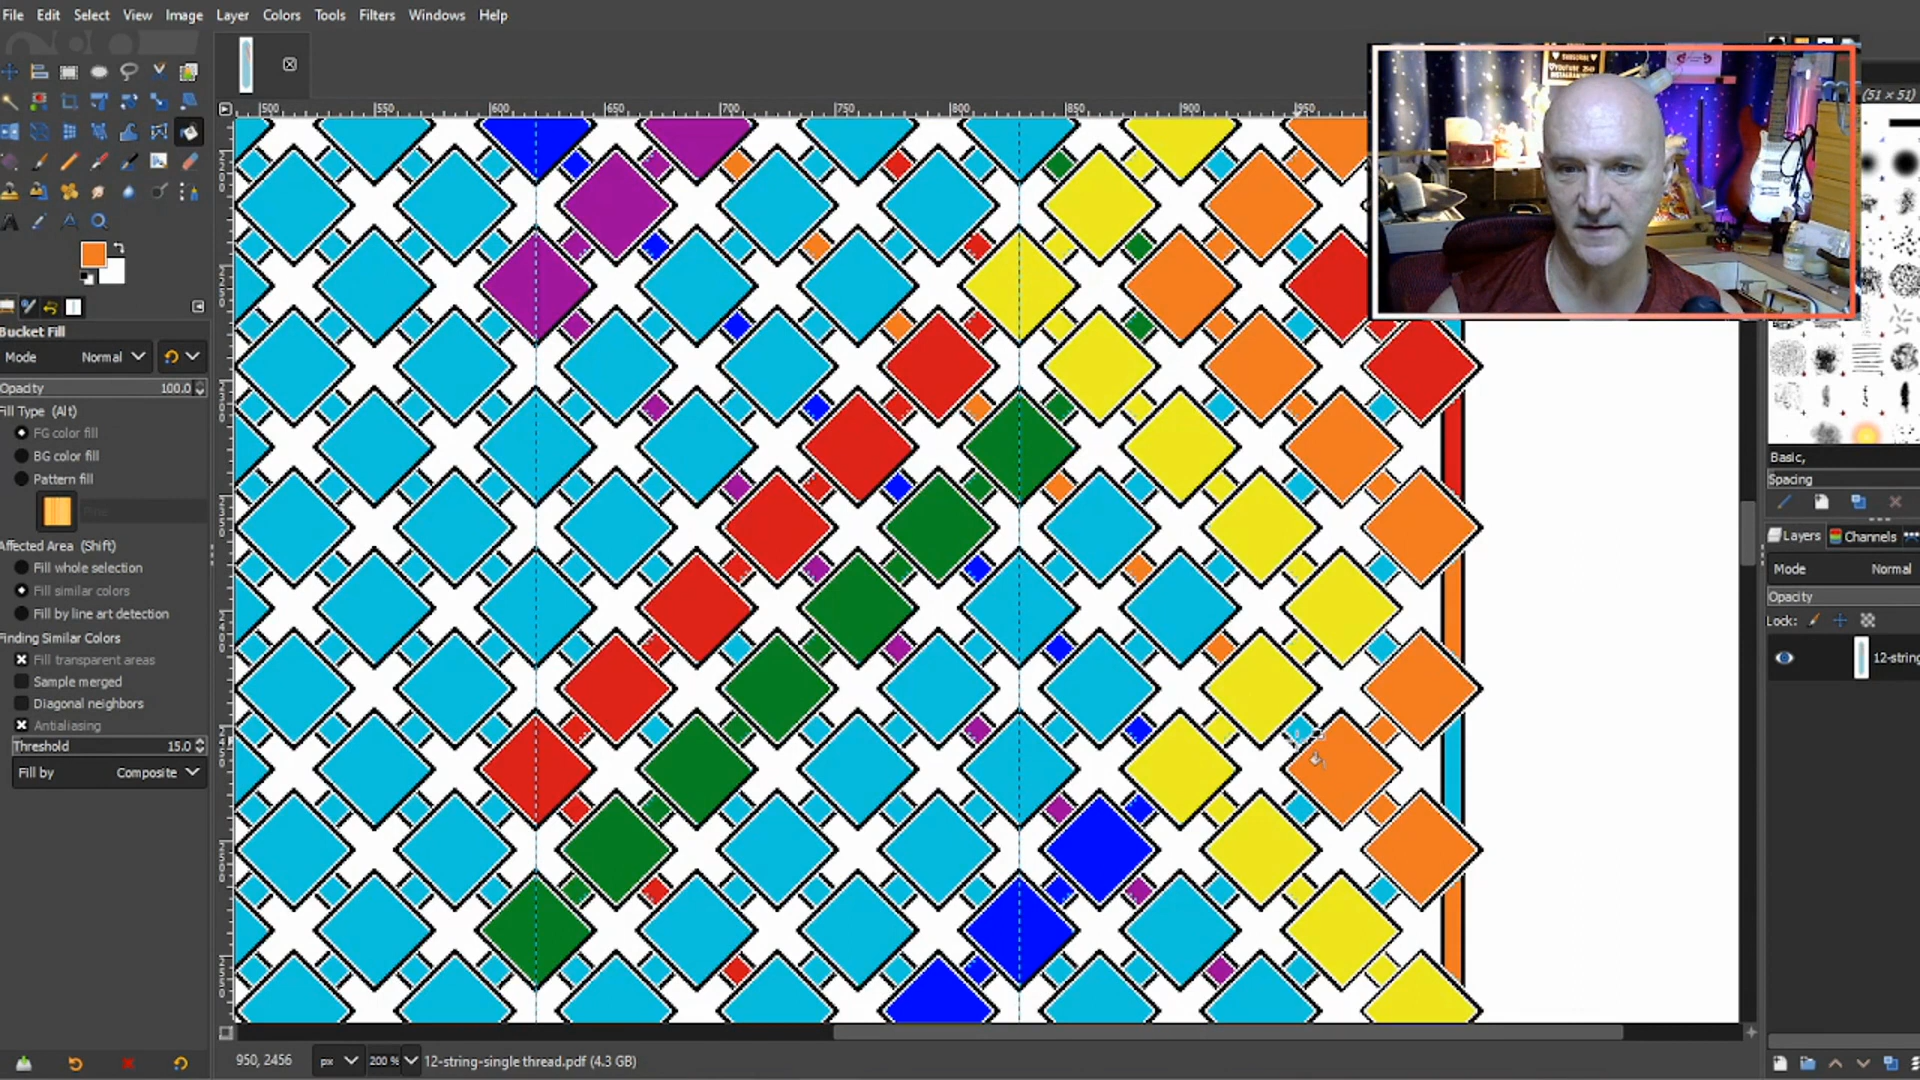 File Edit Select View Image Layer Colors Tools Filters Windows Help
500 550 600 650 700 750 800 850 900 950
SUBSCRIBE
(51 × 51)
Bucket Fill
Mode Normal
Opacity 100.0
Fill Type (Alt)
FG color fill
BG color fill
Pattern fill
Pine
Affected Area (Shift)
Fill whole selection
Fill similar colors
Fill by line art detection
Finding Similar Colors
Fill transparent areas
Sample merged
Diagonal neighbors
Antialiasing
Threshold 15.0
Fill by Composite
Basic,
Spacing
Layers Channels
Mode Normal
Opacity
Lock:
12-string
950, 2456 px 200 % 12-string-single thread.pdf (4.3 GB)